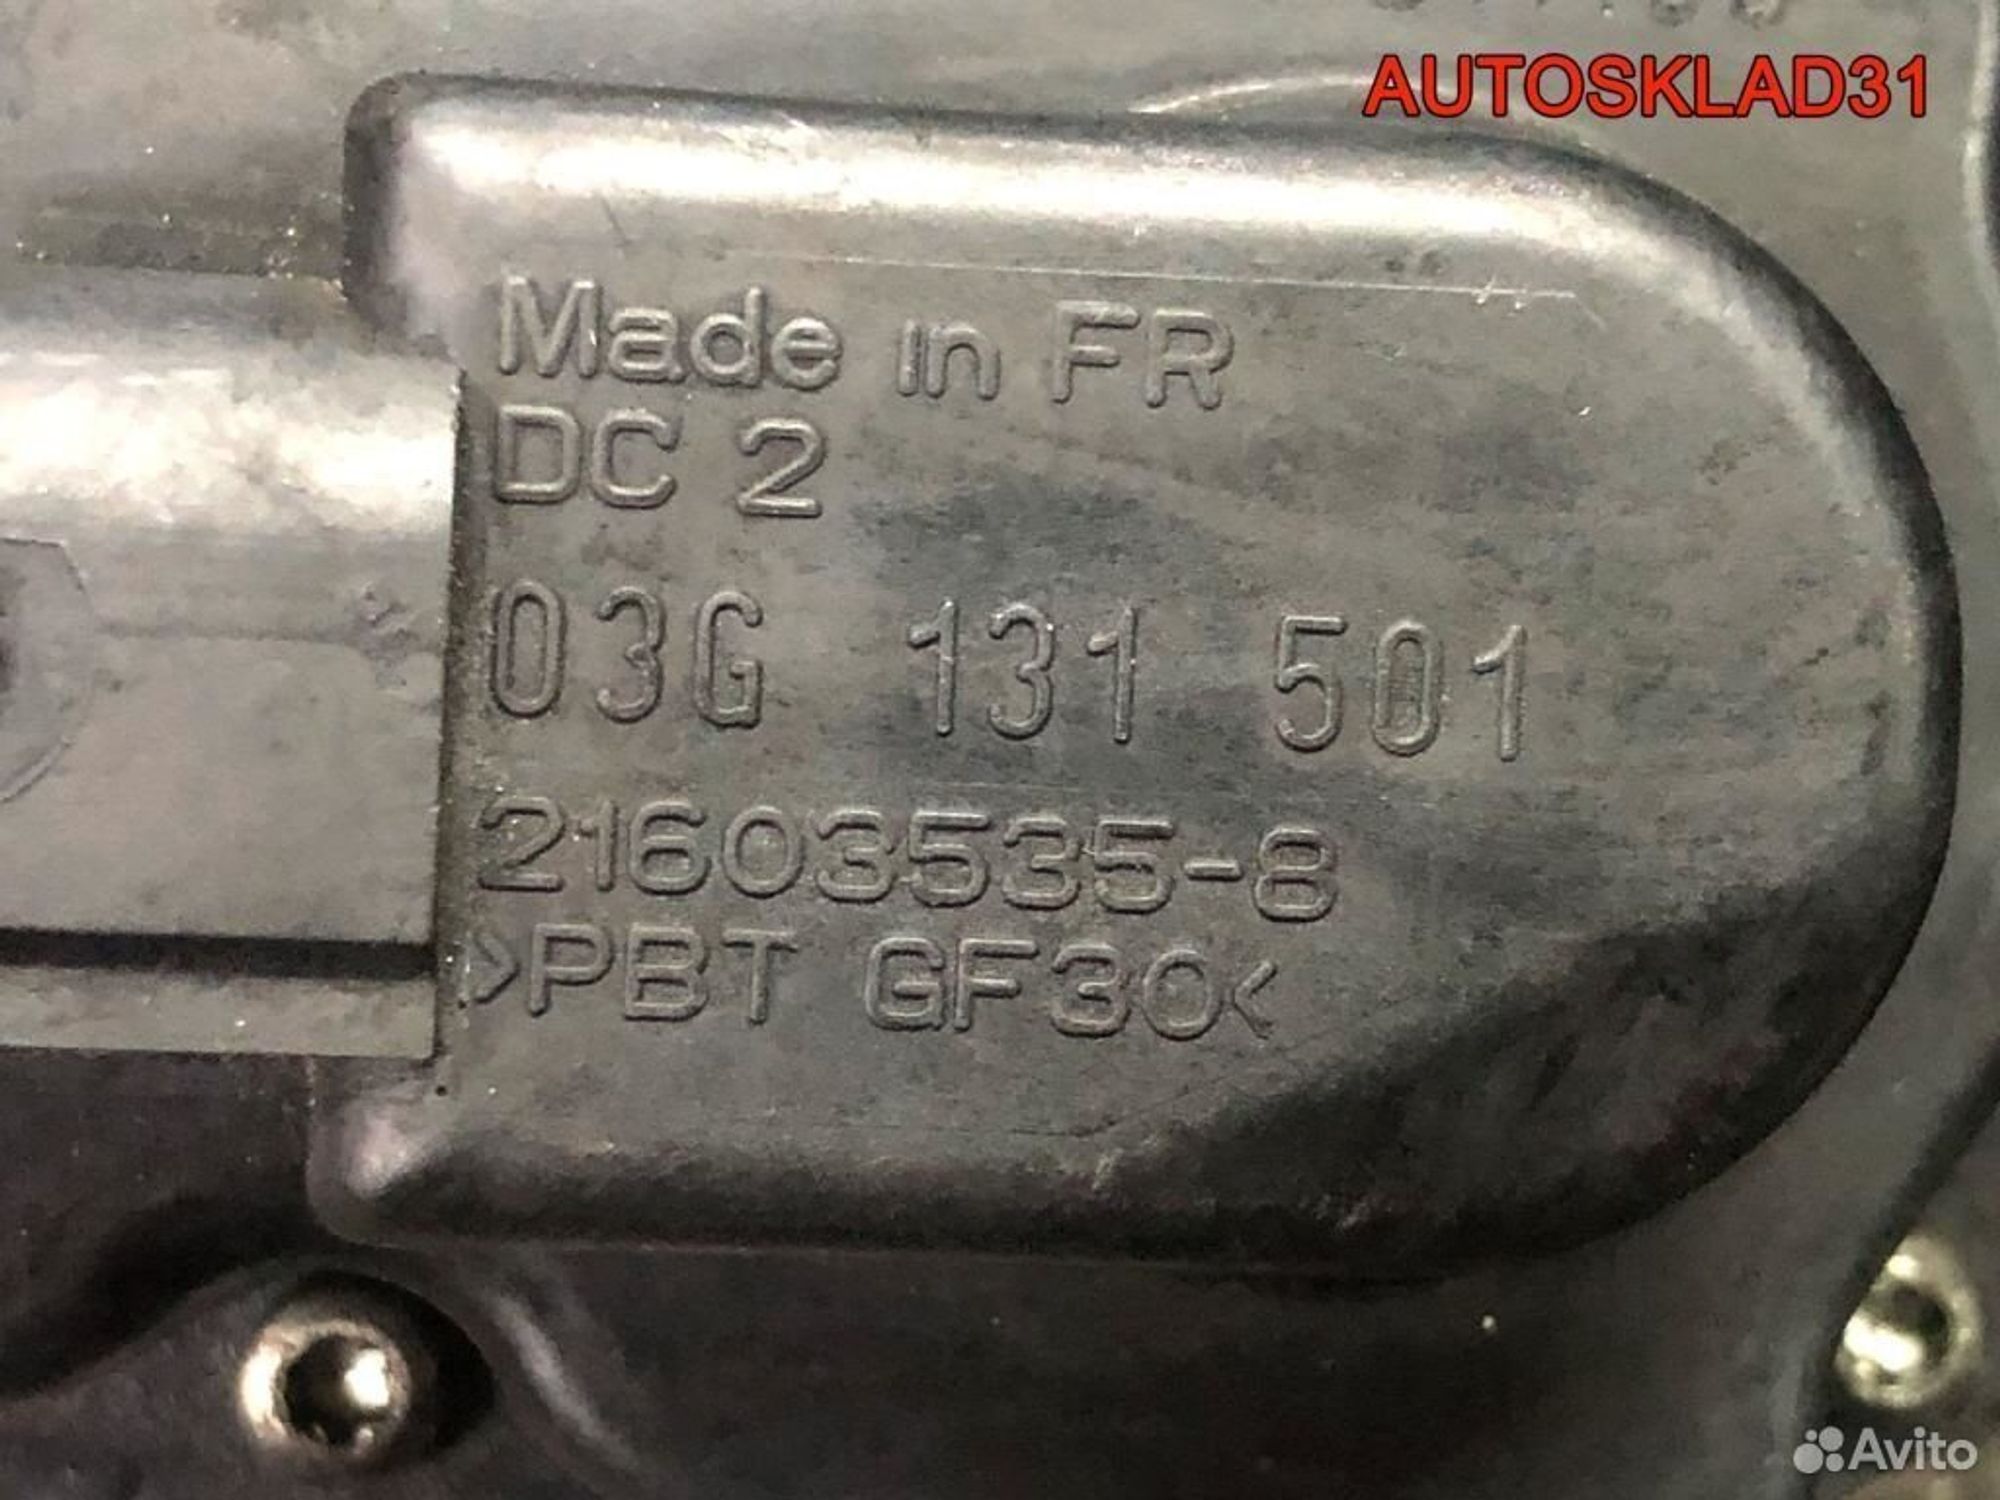 AUTOSKLAD31
Made in FR
DC 2
03G 131 501
21603535-8
>PBT GF30<
Avito